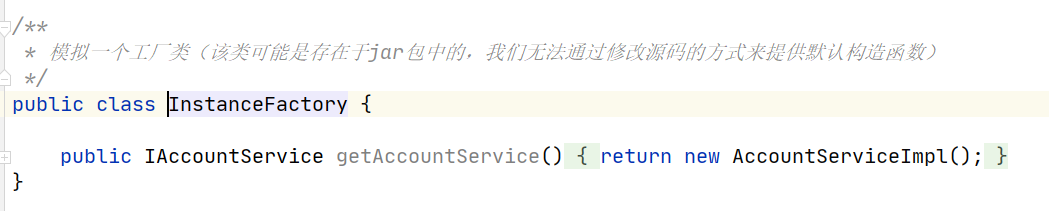 /**
 * 模拟一个工厂类（该类可能是存在于jar包中的，我们无法通过修改源码的方式来提供默认构造函数）
 */
public class InstanceFactory {
    public IAccountService getAccountService() { return new AccountServiceImpl(); }
}